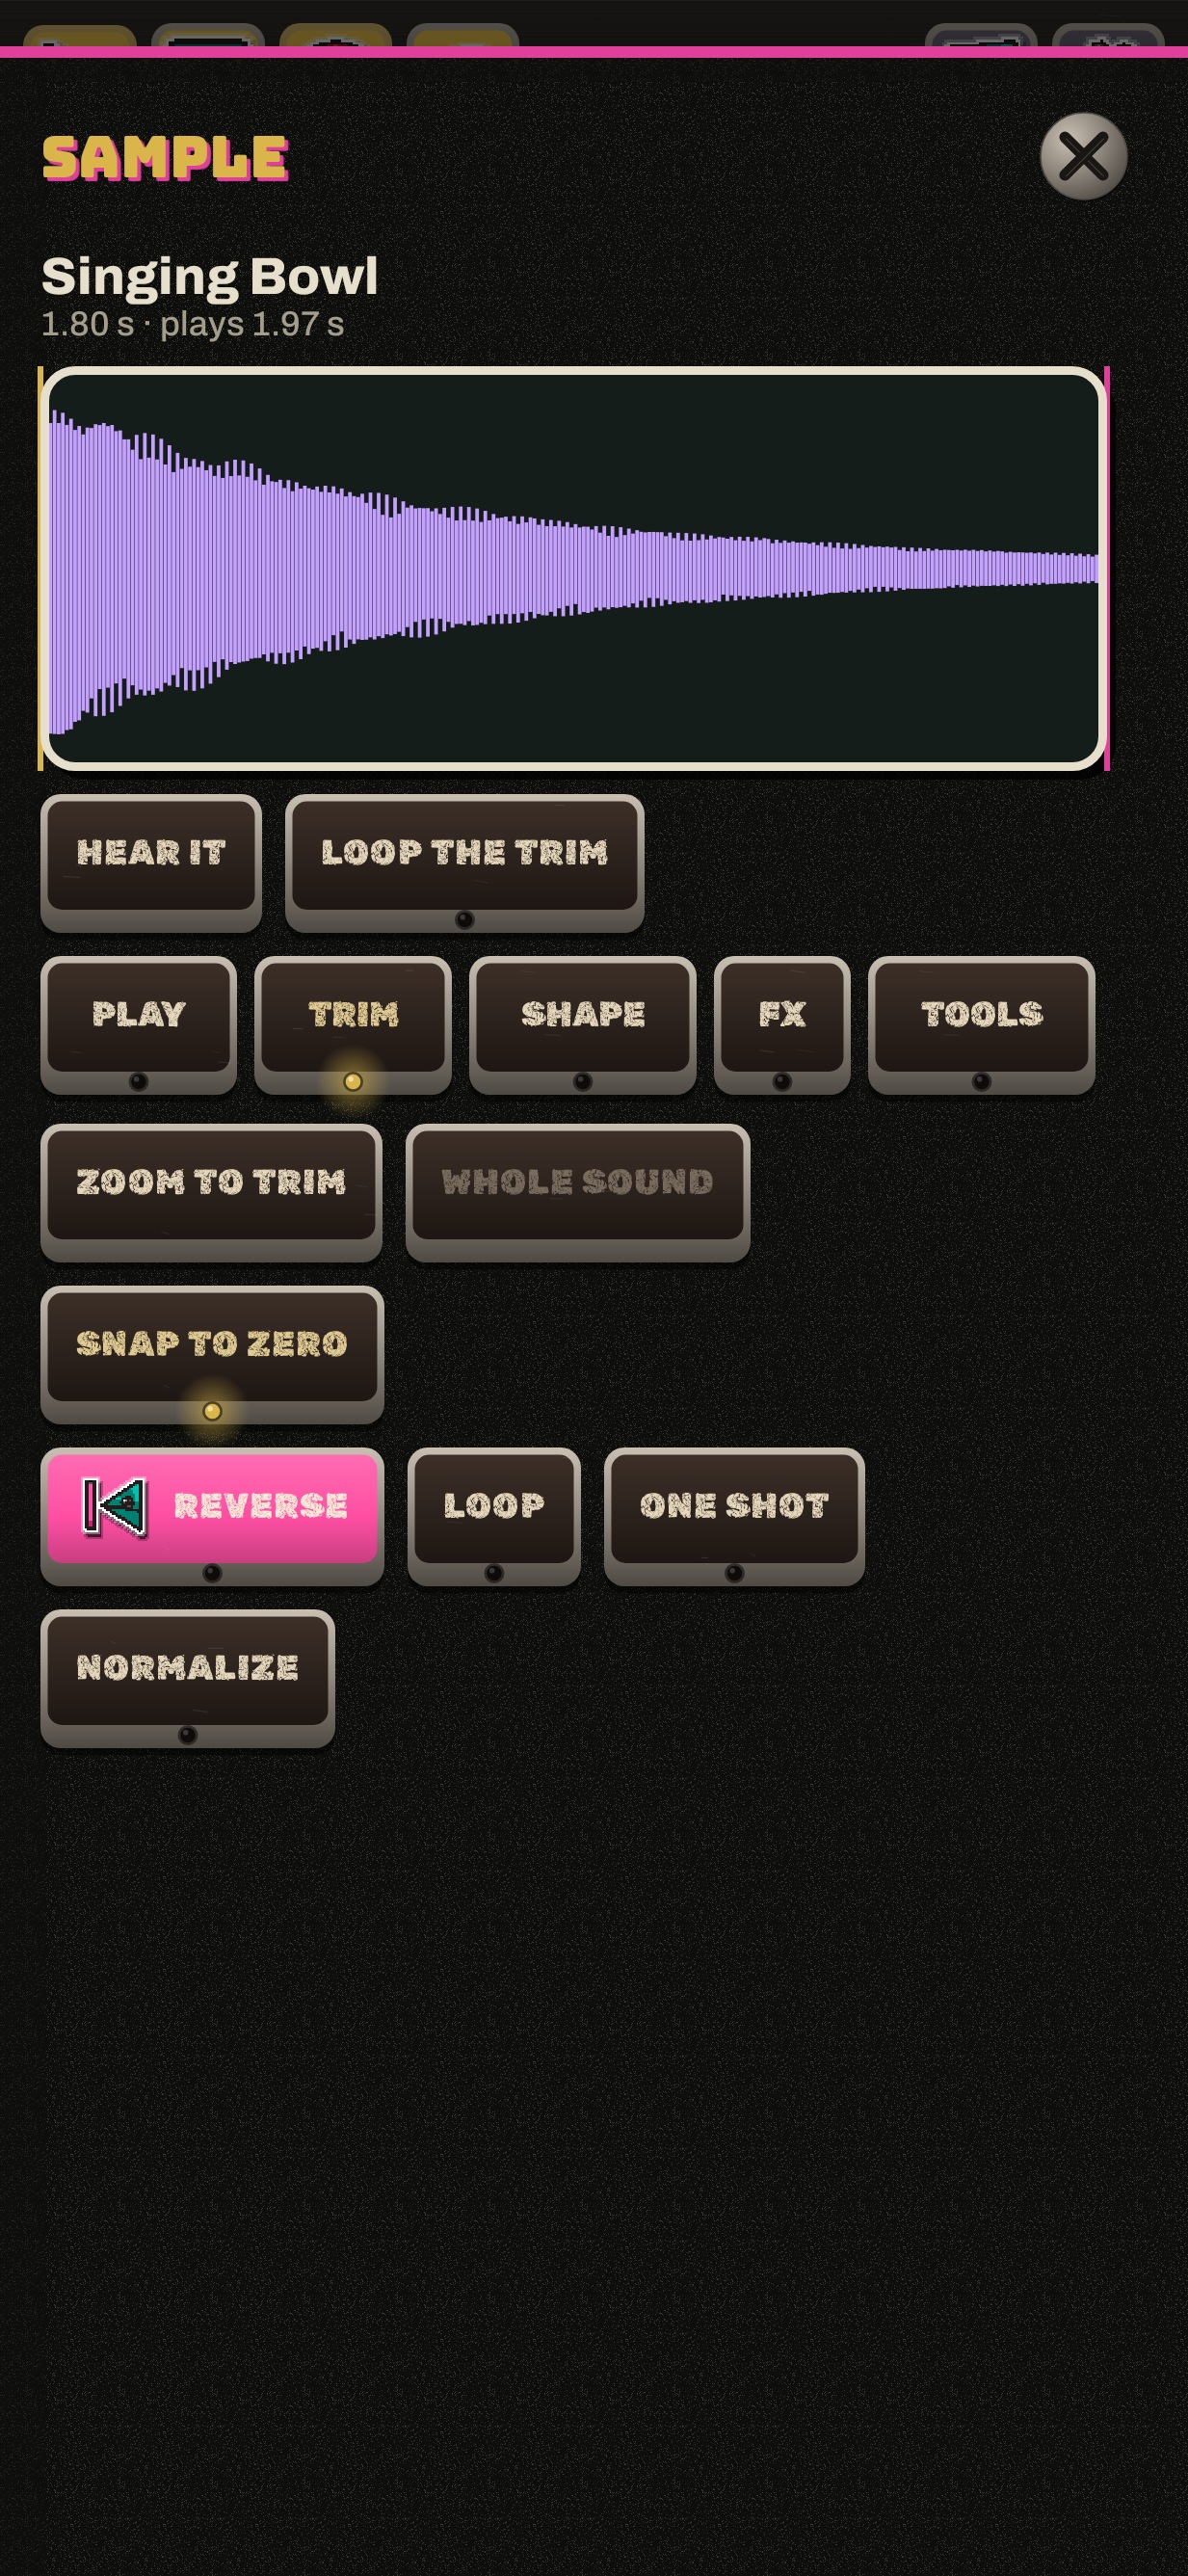 SAMPLE
Singing Bowl
1.80 s · plays 1.97 s
HEAR IT LOOP THE TRIM
PLAY TRIM SHAPE FX TOOLS
ZOOM TO TRIM WHOLE SOUND
SNAP TO ZERO
REVERSE LOOP ONE SHOT
NORMALIZE